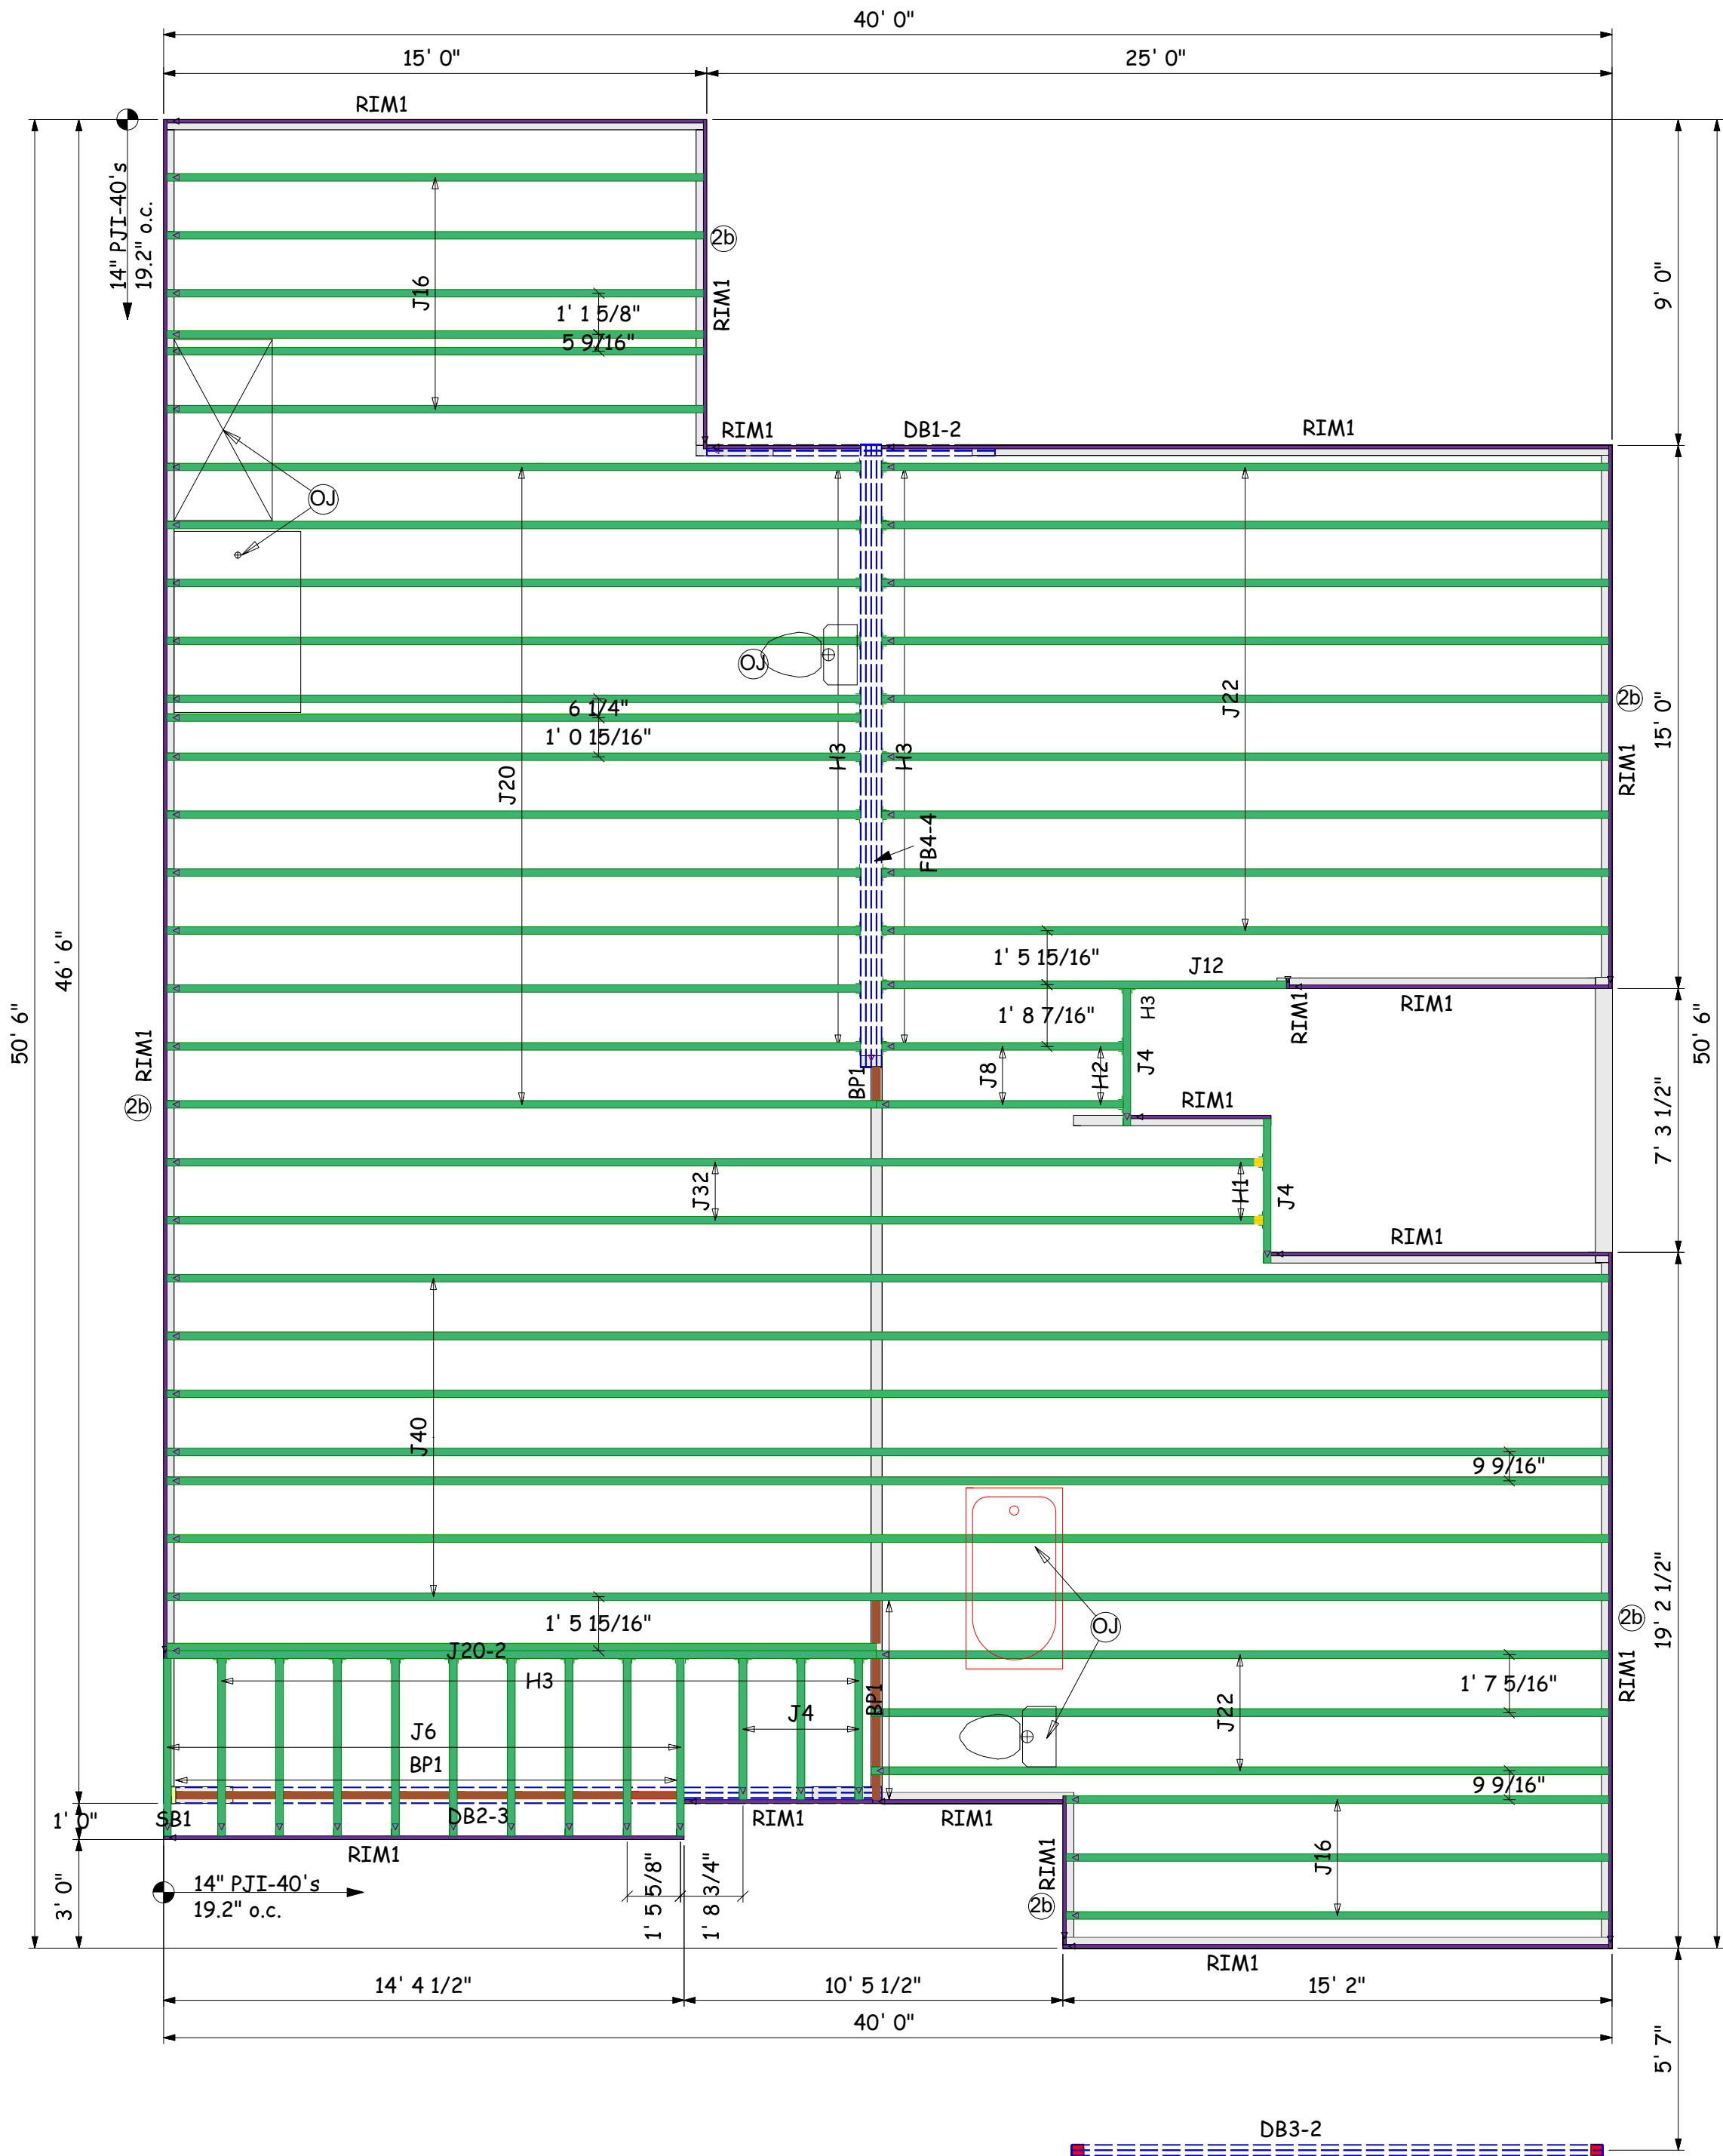 40' 0"
15' 0"
25' 0"
RIM1
14" PJI-40's
19.2" o.c.
2b
J16
RIM1
1' 1 5/8"
5 9/16"
9' 0"
RIM1
DB1-2
RIM1
OJ
OJ
J22
2b
6 1/4"
1' 0 15/16"
H3
H3
J20
RIM1
15' 0"
FB4-4
46' 6"
50' 6"
1' 5 15/16"
J12
H3
RIM1
RIM1
1' 8 7/16"
RIM1
J8
H2
J4
BP1
50' 6"
2b
RIM1
7' 3 1/2"
J32
H1
J4
RIM1
J40
9 9/16"
1' 5 15/16"
OJ
2b
19' 2 1/2"
J20-2
H3
BP1
J22
1' 7 5/16"
RIM1
J4
J6
BP1
9 9/16"
1' 0"
SB1
DB2-3
RIM1
RIM1
RIM1
RIM1
J16
14" PJI-40's
19.2" o.c.
3' 0"
1' 5 5/8"
1' 8 3/4"
2b
RIM1
14' 4 1/2"
10' 5 1/2"
15' 2"
40' 0"
5' 7"
DB3-2